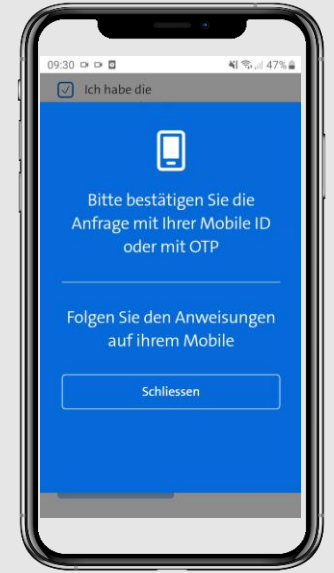 09:30 47%
Ich habe die
Bitte bestätigen Sie die
Anfrage mit Ihrer Mobile ID
oder mit OTP
Folgen Sie den Anweisungen
auf ihrem Mobile
Schliessen